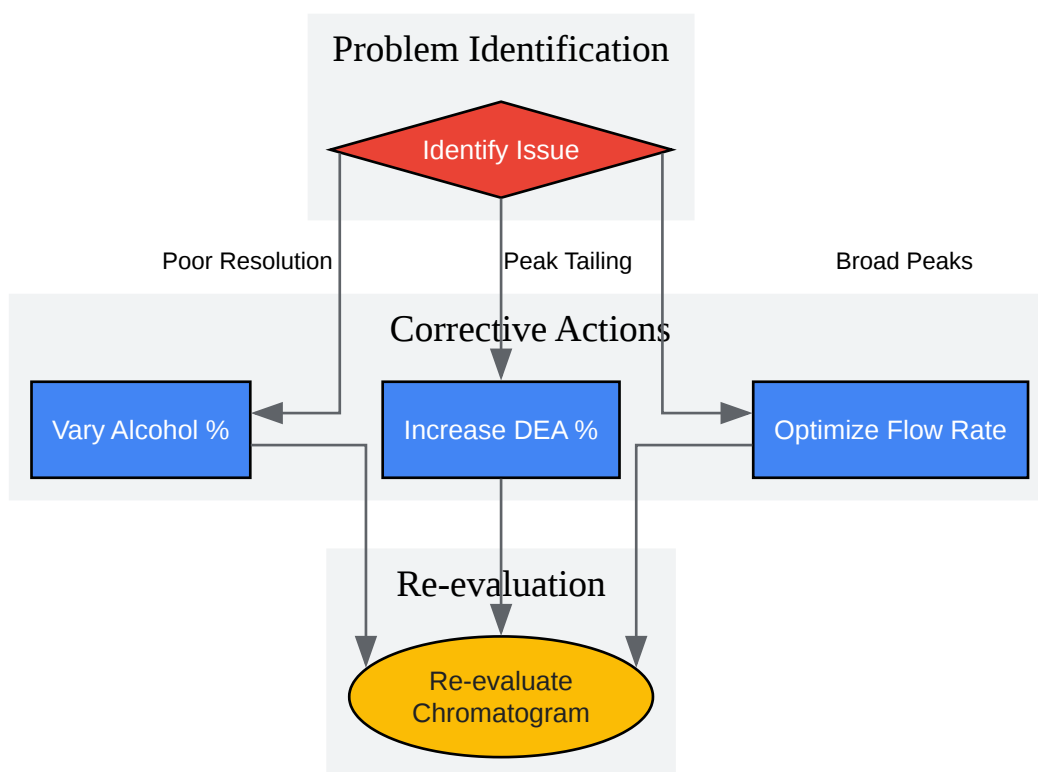 Problem Identification
Identify Issue
Poor Resolution
Peak Tailing
Broad Peaks
Corrective Actions
Vary Alcohol %
Increase DEA %
Optimize Flow Rate
Re-evaluation
Re-evaluate
Chromatogram